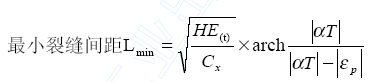 最小裂缝间距L_min = √(HE_(t) / C_x) × arch |αT| / (|αT| − |ε_p|)